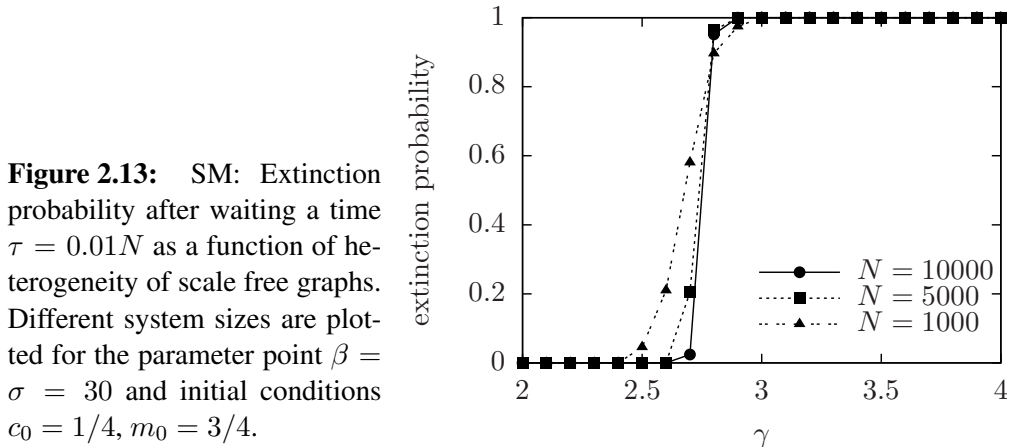 Figure 2.13: SM: Extinction
probability after waiting a time
τ = 0.01N as a function of he-
terogeneity of scale free graphs.
Different system sizes are plot-
ted for the parameter point β =
σ = 30 and initial conditions
c₀ = 1/4, m₀ = 3/4.
extinction probability
1
0.8
0.6
0.4
0.2
0
2
2.5
3
3.5
4
γ
N = 10000
N = 5000
N = 1000